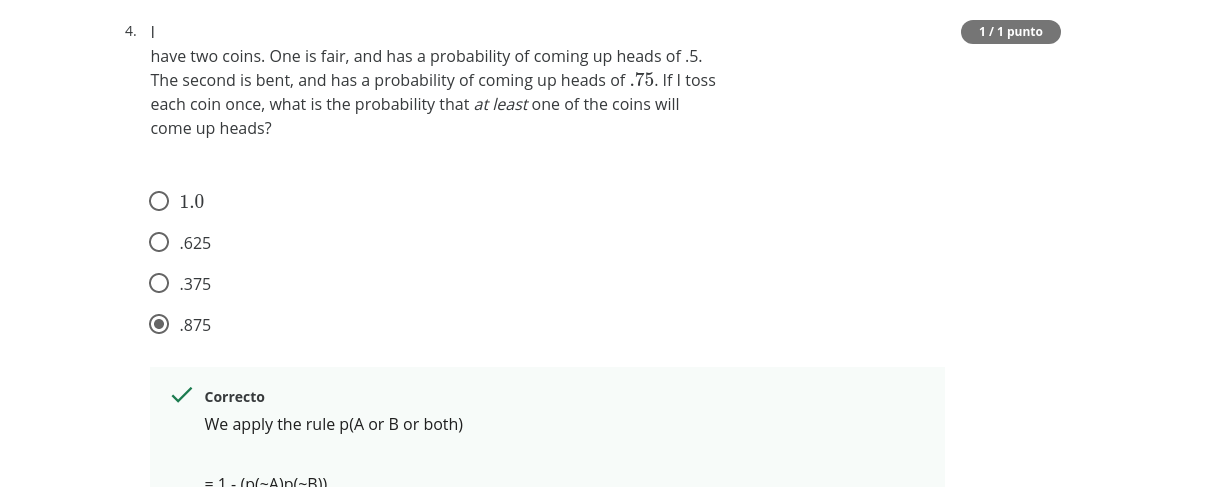 4. I
1 / 1 punto
have two coins. One is fair, and has a probability of coming up heads of .5.
The second is bent, and has a probability of coming up heads of .75. If I toss
each coin once, what is the probability that at least one of the coins will
come up heads?
1.0
.625
.375
.875
Correcto
We apply the rule p(A or B or both)
= 1 - (p(~A)p(~B))